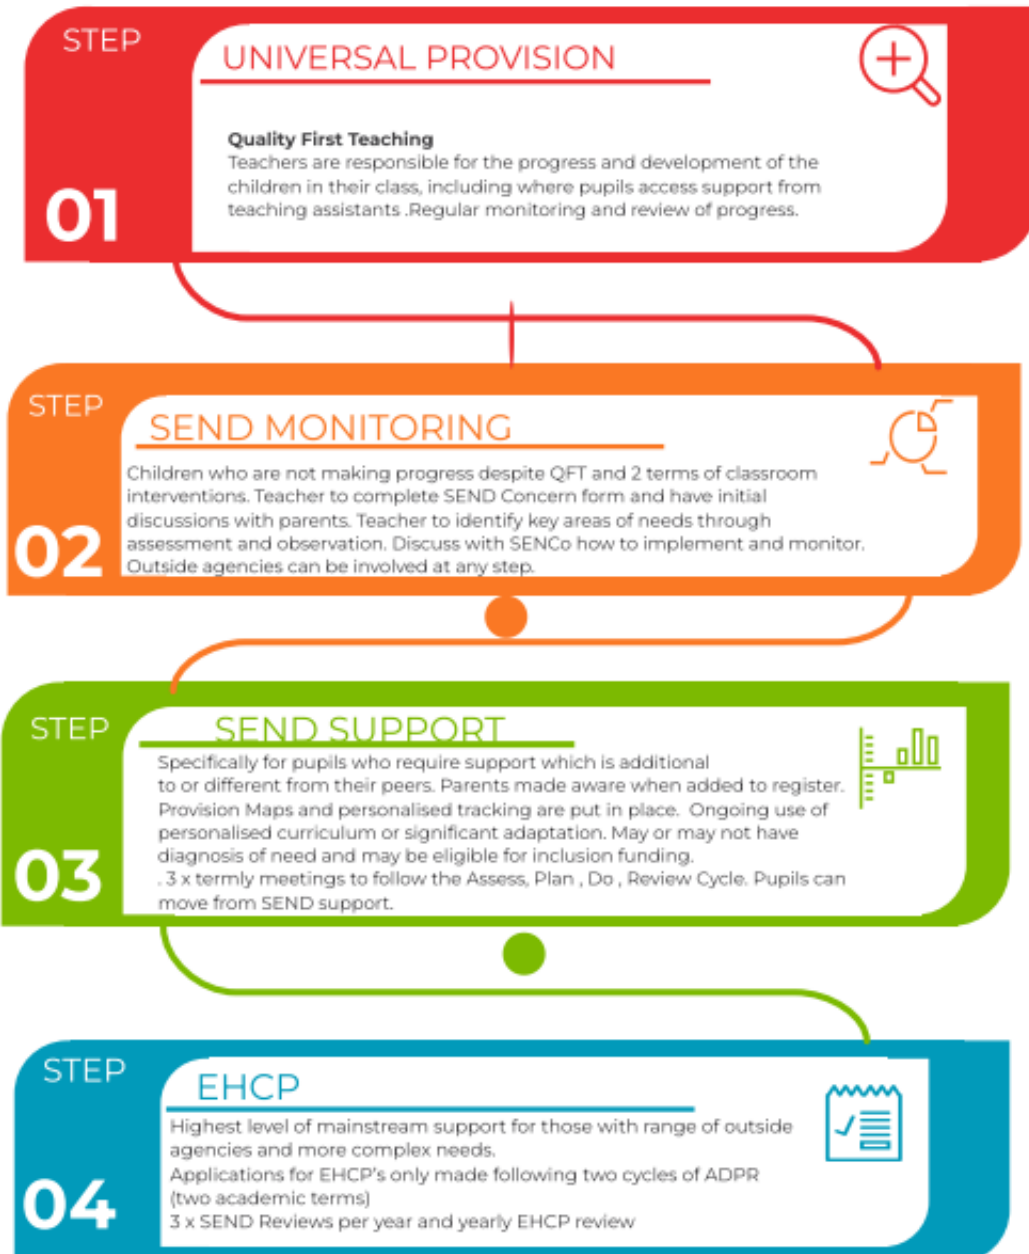 STEP
01
UNIVERSAL PROVISION
Quality First Teaching
Teachers are responsible for the progress and development of the
children in their class, including where pupils access support from
teaching assistants .Regular monitoring and review of progress.
STEP
02
SEND MONITORING
Children who are not making progress despite QFT and 2 terms of classroom
interventions. Teacher to complete SEND Concern form and have initial
discussions with parents. Teacher to identify key areas of needs through
assessment and observation. Discuss with SENCo how to implement and monitor.
Outside agencies can be involved at any step.
STEP
03
SEND SUPPORT
Specifically for pupils who require support which is additional
to or different from their peers. Parents made aware when added to register.
Provision Maps and personalised tracking are put in place.  Ongoing use of
personalised curriculum or significant adaptation. May or may not have
diagnosis of need and may be eligible for inclusion funding.
. 3 x termly meetings to follow the Assess, Plan , Do , Review Cycle. Pupils can
move from SEND support.
STEP
04
EHCP
Highest level of mainstream support for those with range of outside
agencies and more complex needs.
Applications for EHCP's only made following two cycles of ADPR
(two academic terms)
3 x SEND Reviews per year and yearly EHCP review